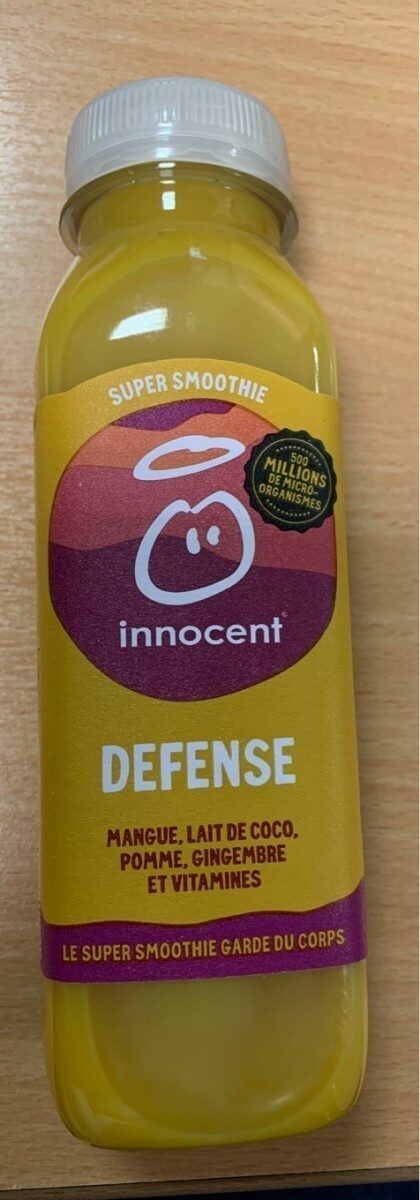 SUPER SMOOTHIE
500
MILLIONS
DE MICRO-
ORGANISMES
innocent
DEFENSE
MANGUE, LAIT DE COCO,
POMME, GINGEMBRE
ET VITAMINES
LE SUPER SMOOTHIE GARDE DU CORPS